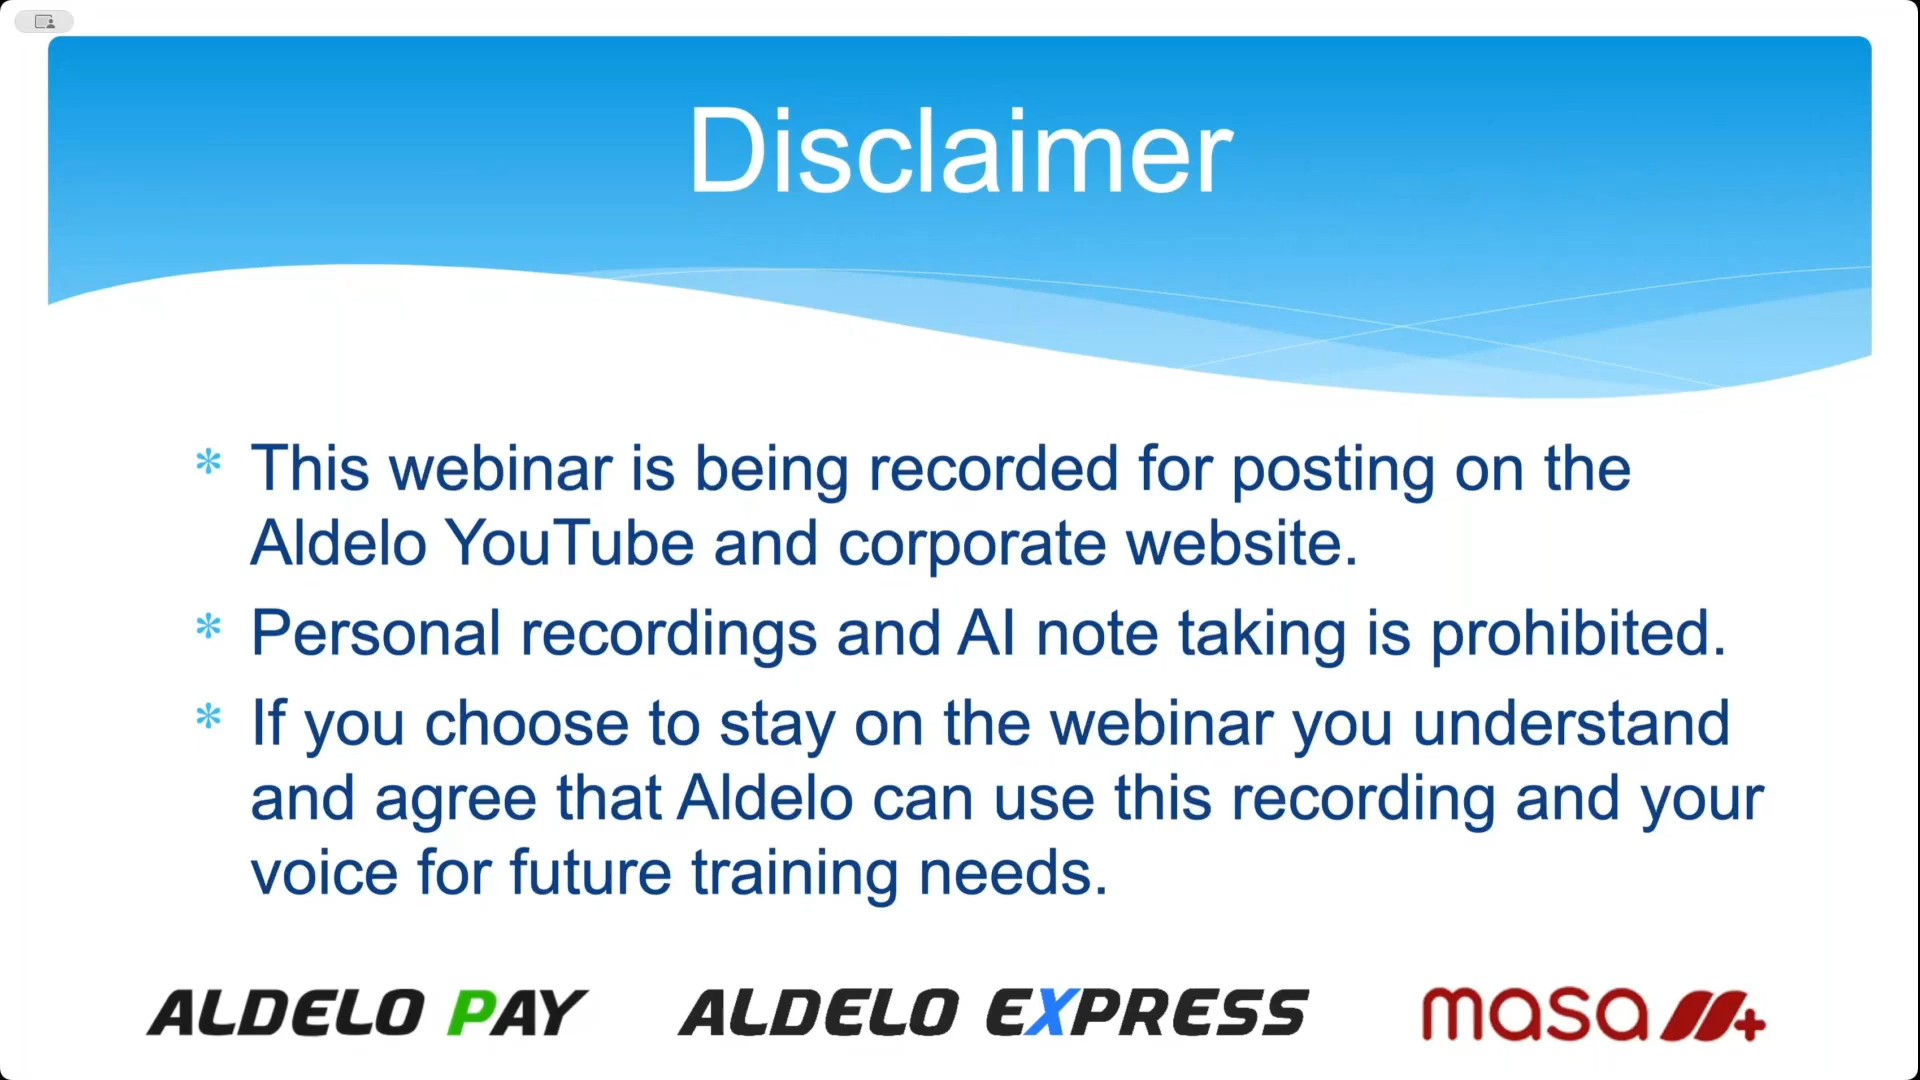 Disclaimer
* This webinar is being recorded for posting on the
Aldelo YouTube and corporate website.
* Personal recordings and AI note taking is prohibited.
* If you choose to stay on the webinar you understand
and agree that Aldelo can use this recording and your
voice for future training needs.
ALDELO PAY
ALDELO EXPRESS
masa